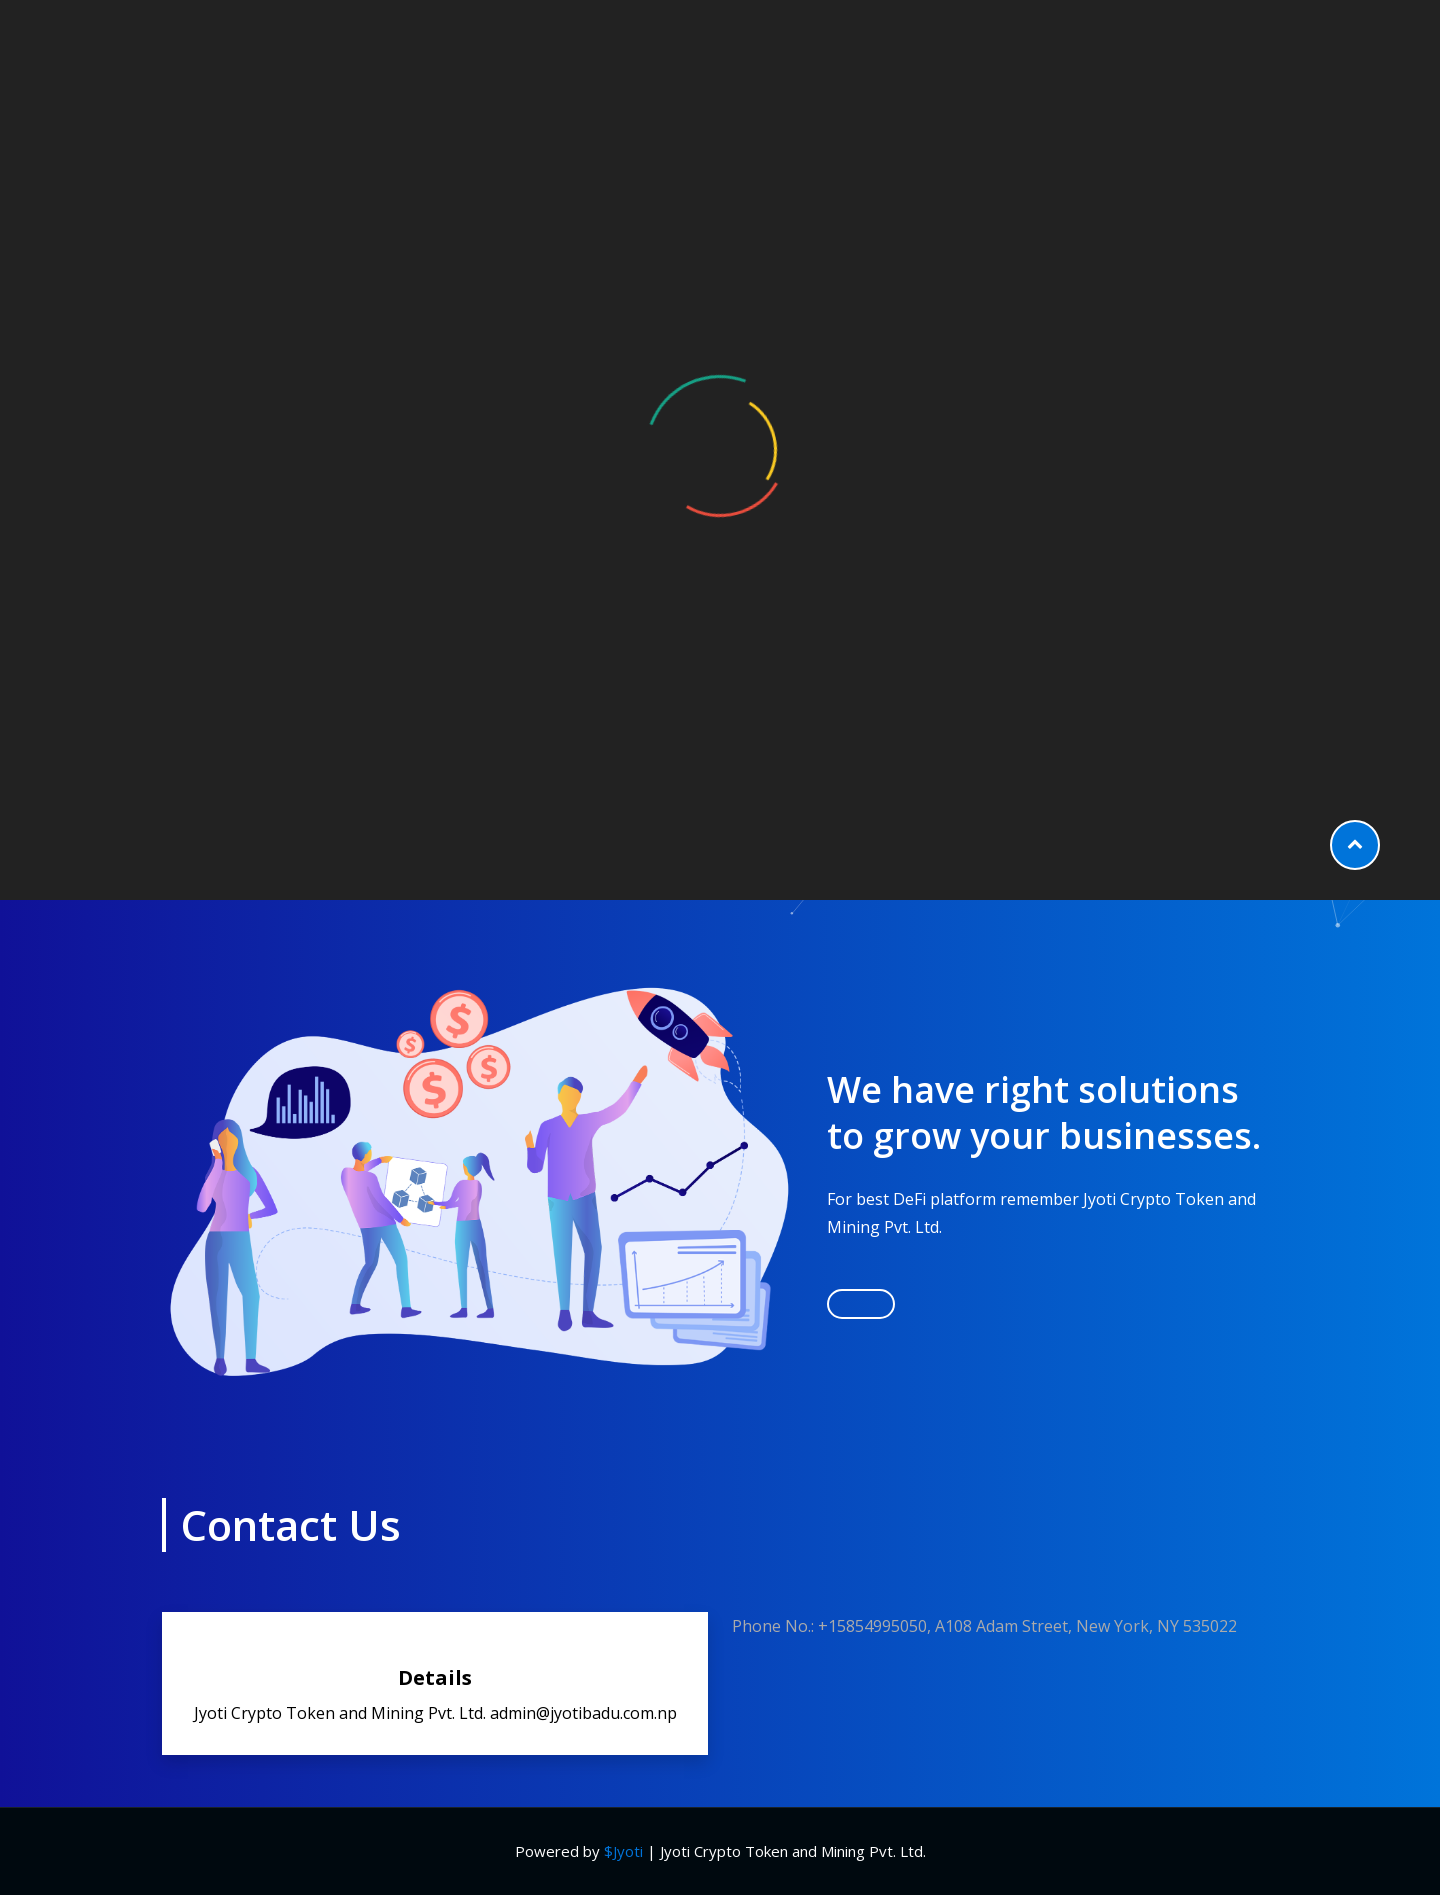 We have right solutions
to grow your businesses.
For best DeFi platform remember Jyoti Crypto Token and
Mining Pvt. Ltd.
Contact Us
Details
Jyoti Crypto Token and Mining Pvt. Ltd. admin@jyotibadu.com.np
Phone No.: +15854995050, A108 Adam Street, New York, NY 535022
Powered by $Jyoti | Jyoti Crypto Token and Mining Pvt. Ltd.